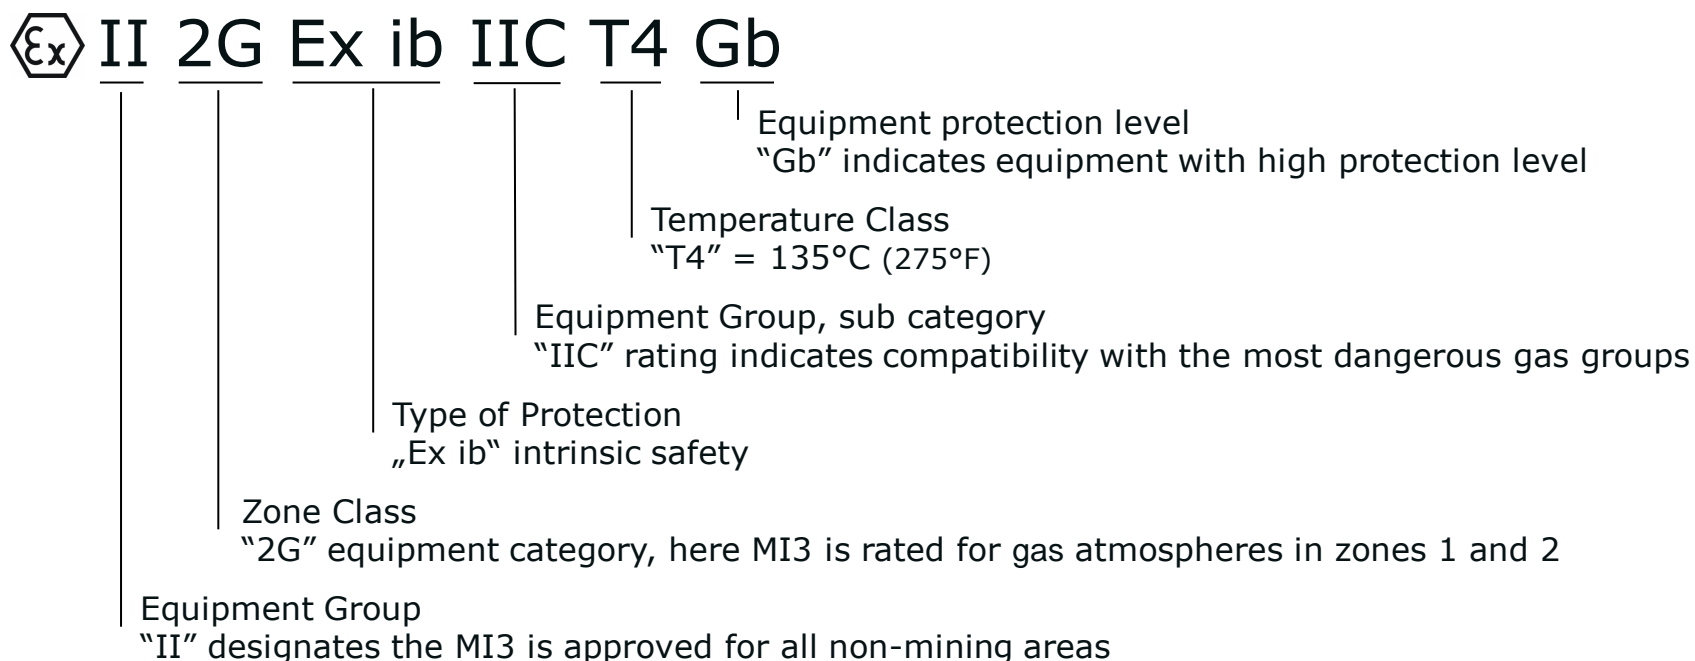 Ex II 2G Ex ib IIC T4 Gb
Equipment protection level
“Gb” indicates equipment with high protection level
Temperature Class
“T4” = 135°C (275°F)
Equipment Group, sub category
“IIC” rating indicates compatibility with the most dangerous gas groups
Type of Protection
„Ex ib“ intrinsic safety
Zone Class
“2G” equipment category, here MI3 is rated for gas atmospheres in zones 1 and 2
Equipment Group
“II” designates the MI3 is approved for all non-mining areas